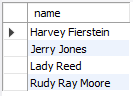 name
Harvey Fierstein
Jerry Jones
Lady Reed
Rudy Ray Moore